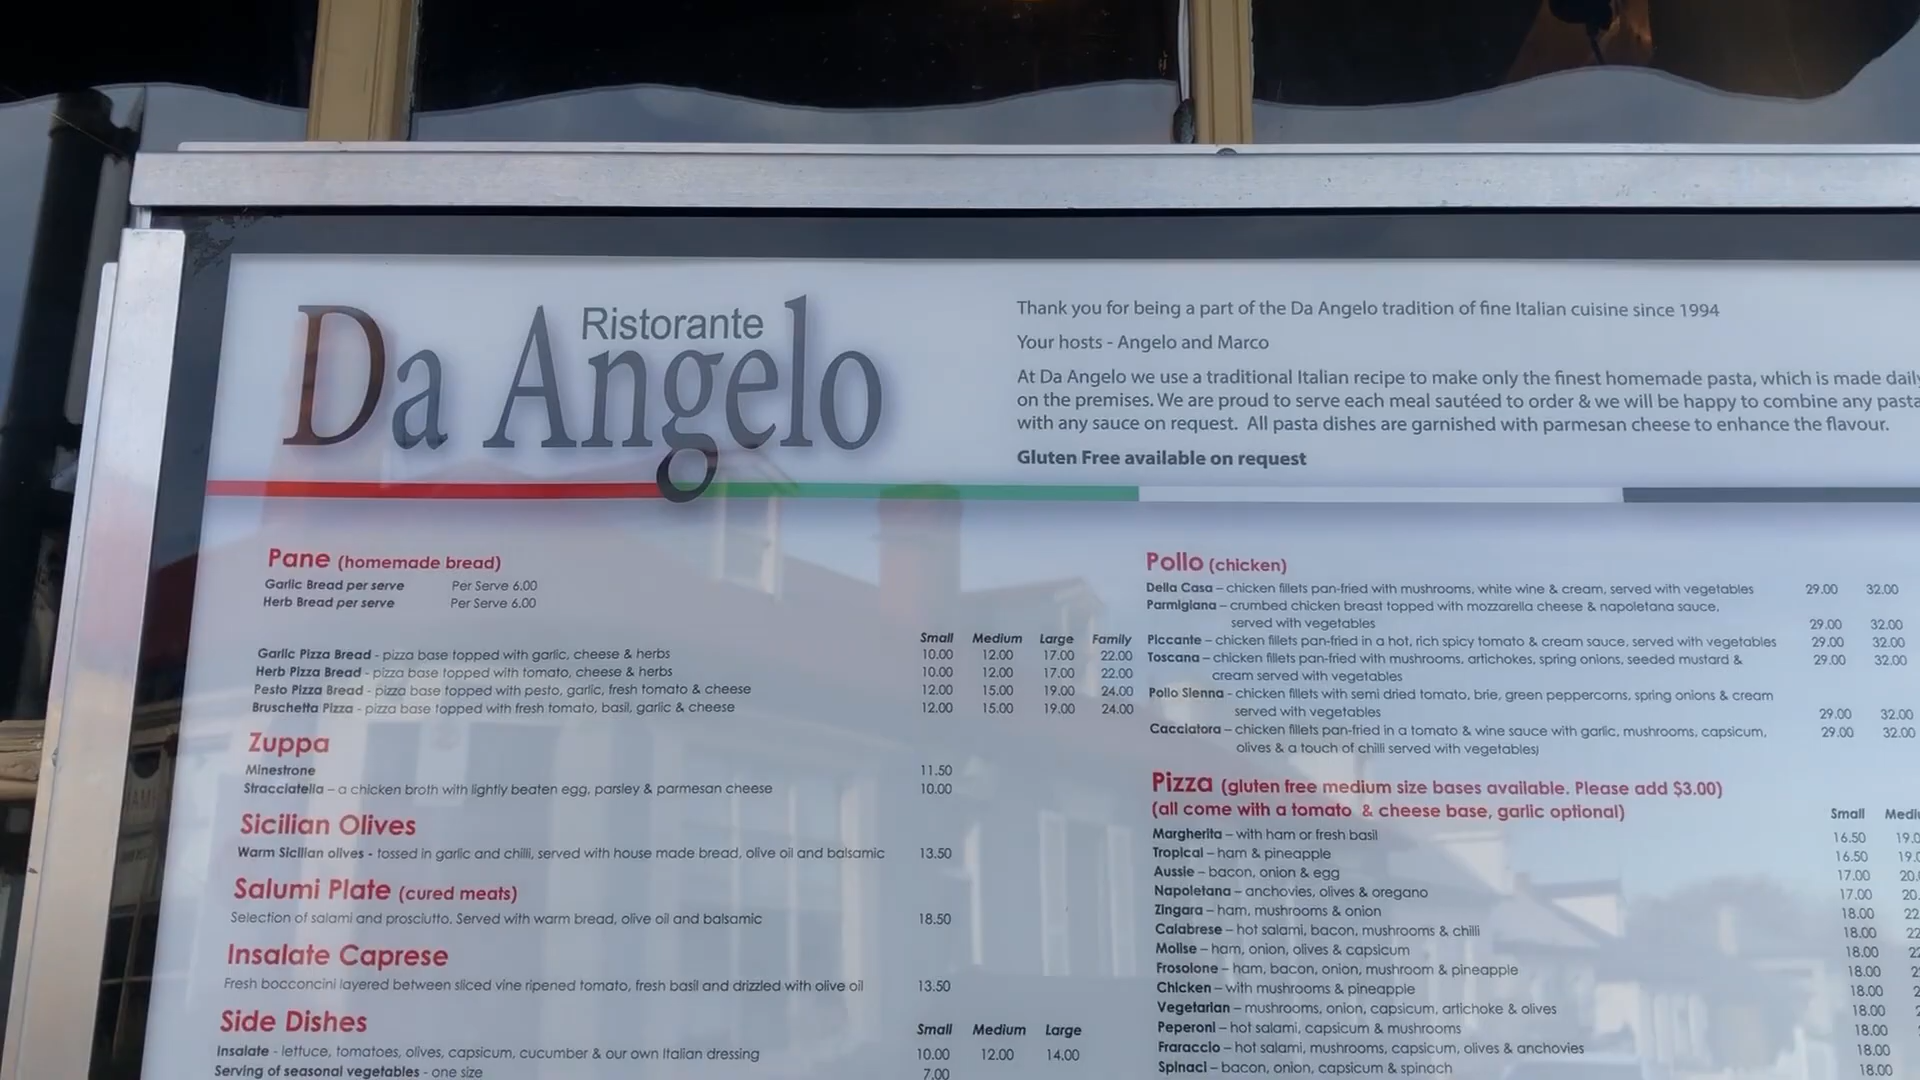 Ristorante
Da Angelo
Thank you for being a part of the Da Angelo tradition of fine Italian cuisine since 1994
Your hosts - Angelo and Marco
At Da Angelo we use a traditional Italian recipe to make only the finest homemade pasta, which is made daily
on the premises. We are proud to serve each meal sautéed to order & we will be happy to combine any pasta
with any sauce on request. All pasta dishes are garnished with parmesan cheese to enhance the flavour.
Gluten Free available on request
Pane (homemade bread)
Garlic Bread per serve Per Serve 6.00
Herb Bread per serve Per Serve 6.00
Small Medium Large Family
Garlic Pizza Bread - pizza base topped with garlic, cheese & herbs 10.00 12.00 17.00 22.00
Herb Pizza Bread - pizza base topped with tomato, cheese & herbs 10.00 12.00 17.00 22.00
Pesto Pizza Bread - pizza base topped with pesto, garlic, fresh tomato & cheese 12.00 15.00 19.00 24.00
Bruschetta Pizza - pizza base topped with fresh tomato, basil, garlic & cheese 12.00 15.00 19.00 24.00
Zuppa
Minestrone 11.50
Stracciatella – a chicken broth with lightly beaten egg, parsley & parmesan cheese 10.00
Sicilian Olives
Warm Sicilian olives - tossed in garlic and chilli, served with house made bread, olive oil and balsamic 13.50
Salumi Plate (cured meats)
Selection of salami and prosciutto. Served with warm bread, olive oil and balsamic 18.50
Insalate Caprese
Fresh bocconcini layered between sliced vine ripened tomato, fresh basil and drizzled with olive oil 13.50
Side Dishes
Small Medium Large
Insalate - lettuce, tomatoes, olives, capsicum, cucumber & our own Italian dressing 10.00 12.00 14.00
Serving of seasonal vegetables - one size 7.00
Pollo (chicken)
Della Casa – chicken fillets pan-fried with mushrooms, white wine & cream, served with vegetables 29.00 32.00
Parmigiana – crumbed chicken breast topped with mozzarella cheese & napoletana sauce,
served with vegetables 29.00 32.00
Piccante – chicken fillets pan-fried in a hot, rich spicy tomato & cream sauce, served with vegetables 29.00 32.00
Toscana – chicken fillets pan-fried with mushrooms, artichokes, spring onions, seeded mustard & 29.00 32.00
cream served with vegetables
Pollo Sienna - chicken fillets with semi dried tomato, brie, green peppercorns, spring onions & cream
served with vegetables 29.00 32.00
Cacciatora – chicken fillets pan-fried in a tomato & wine sauce with garlic, mushrooms, capsicum, 29.00 32.00
olives & a touch of chilli served with vegetables)
Pizza (gluten free medium size bases available. Please add $3.00)
(all come with a tomato & cheese base, garlic optional)
Small
Margherita – with ham or fresh basil 16.50
Tropical – ham & pineapple 16.50
Aussie – bacon, onion & egg 17.00
Napoletana – anchovies, olives & oregano 17.00
Zingara – ham, mushrooms & onion 18.00
Calabrese – hot salami, bacon, mushrooms & chilli 18.00
Molise – ham, onion, olives & capsicum 18.00
Frosolone – ham, bacon, onion, mushroom & pineapple 18.00
Chicken – with mushrooms & pineapple 18.00
Vegetarian – mushrooms, onion, capsicum, artichoke & olives 18.00
Peperoni – hot salami, capsicum & mushrooms 18.00
Fraraccio – hot salami, mushrooms, capsicum, olives & anchovies 18.00
Spinaci – bacon, onion, capsicum & spinach 18.00